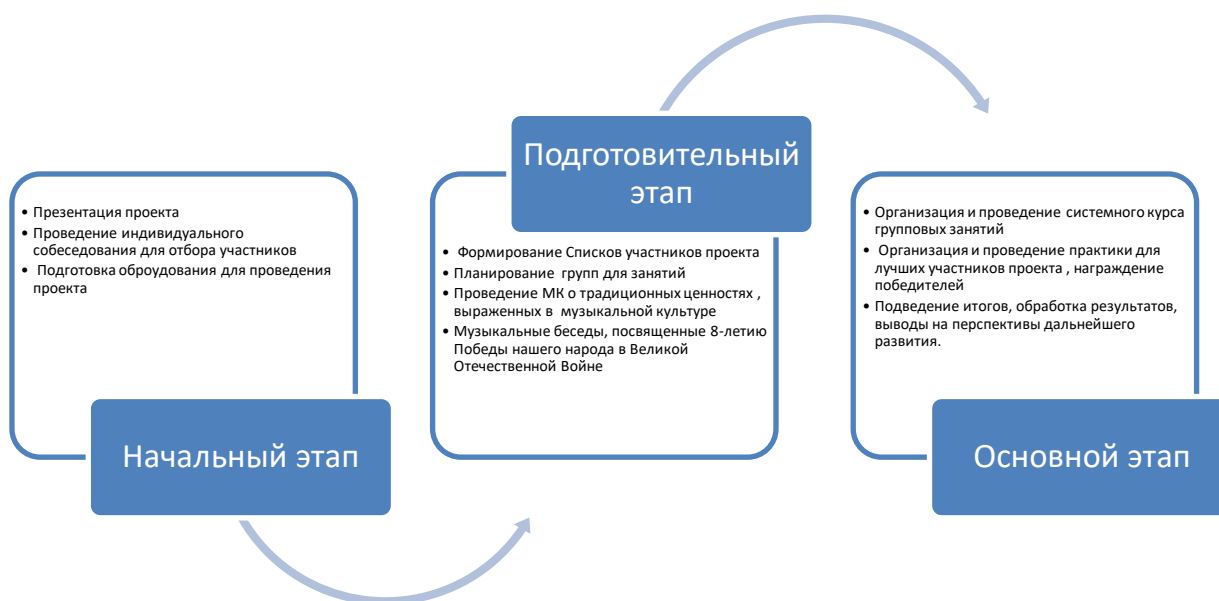 • Презентация проекта
• Проведение индивидуального
собеседования для отбора участников
• Подготовка оброудования для проведения
проекта
Начальный этап
Подготовительный
этап
• Формирование Списков участников проекта
• Планирование групп для занятий
• Проведение МК о традиционных ценностях ,
выраженных в музыкальной культуре
• Музыкальные беседы, посвященные 8-летию
Победы нашего народа в Великой
Отечественной Войне
• Организация и проведение системного курса
групповых занятий
• Организация и проведение практики для
лучших участников проекта , награждение
победителей
• Подведение итогов, обработка результатов,
выводы на перспективы дальнейшего
развития.
Основной этап